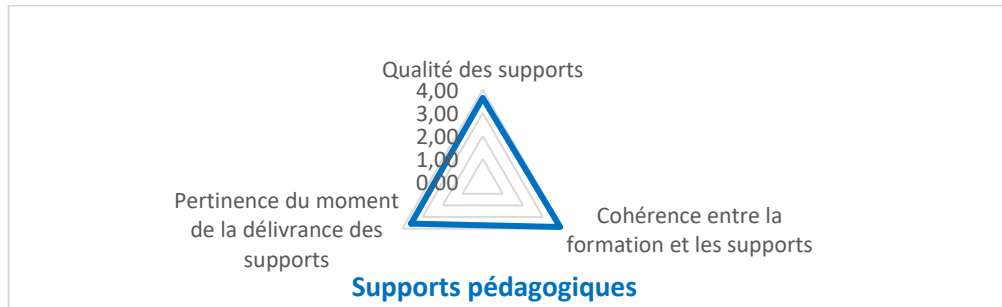 Qualité des supports
4,00
3,00
2,00
1,00
0,00
Pertinence du moment
de la délivrance des
supports
Cohérence entre la
formation et les supports
Supports pédagogiques